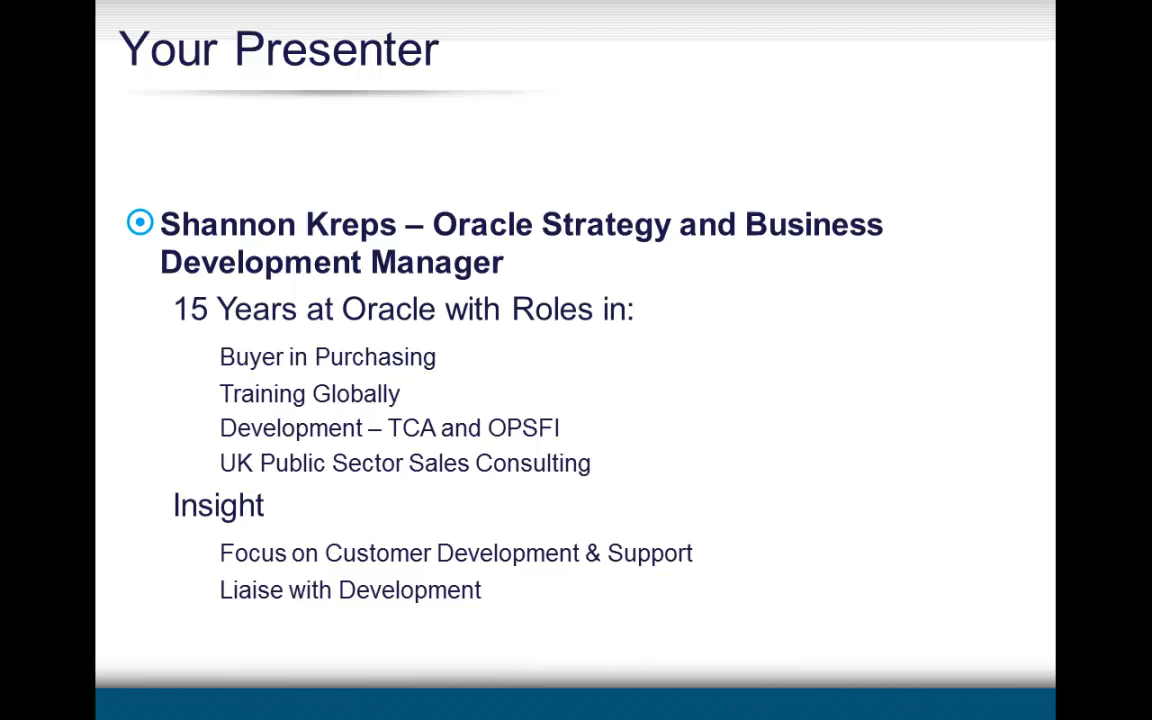 Your Presenter
Shannon Kreps – Oracle Strategy and Business
Development Manager
15 Years at Oracle with Roles in:
Buyer in Purchasing
Training Globally
Development – TCA and OPSFI
UK Public Sector Sales Consulting
Insight
Focus on Customer Development & Support
Liaise with Development